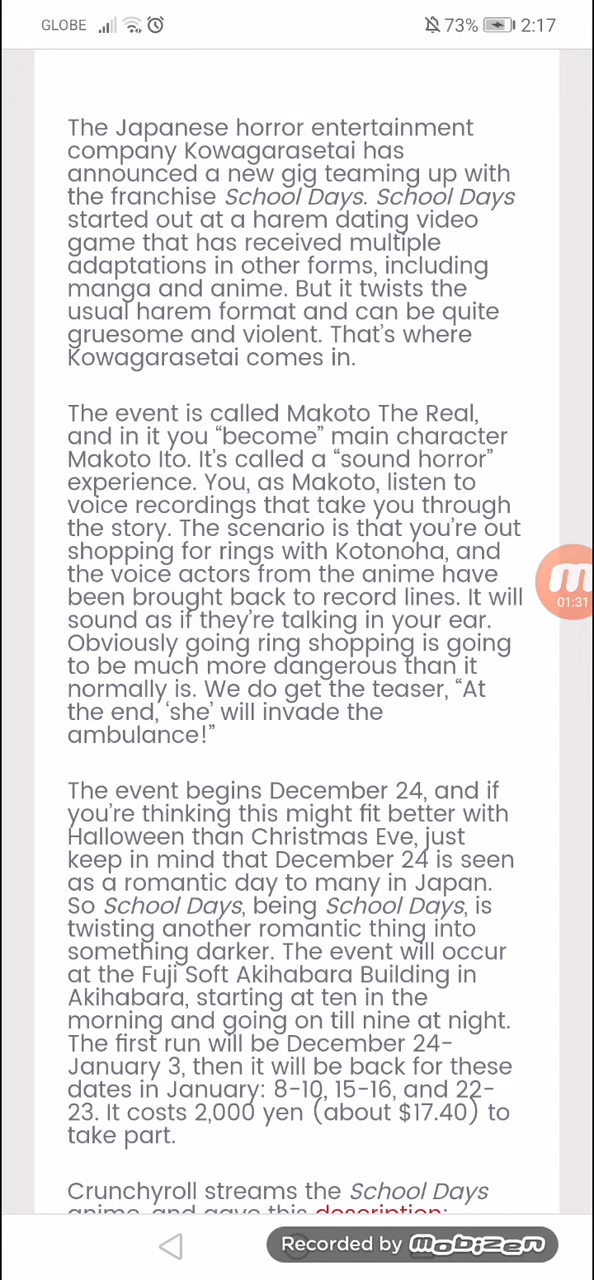 GLOBE 73% 2:17
The Japanese horror entertainment
company Kowagarasetai has
announced a new gig teaming up with
the franchise School Days. School Days
started out at a harem dating video
game that has received multiple
adaptations in other forms, including
manga and anime. But it twists the
usual harem format and can be quite
gruesome and violent. That’s where
Kowagarasetai comes in.
The event is called Makoto The Real,
and in it you “become” main character
Makoto Ito. It’s called a “sound horror”
experience. You, as Makoto, listen to
voice recordings that take you through
the story. The scenario is that you’re out
shopping for rings with Kotonoha, and
the voice actors from the anime have
been brought back to record lines. It will
sound as if they’re talking in your ear.
Obviously going ring shopping is going
to be much more dangerous than it
normally is. We do get the teaser, “At
the end, ‘she’ will invade the
ambulance!”
01:31
The event begins December 24, and if
you’re thinking this might fit better with
Halloween than Christmas Eve, just
keep in mind that December 24 is seen
as a romantic day to many in Japan.
So School Days, being School Days, is
twisting another romantic thing into
something darker. The event will occur
at the Fuji Soft Akihabara Building in
Akihabara, starting at ten in the
morning and going on till nine at night.
The first run will be December 24-
January 3, then it will be back for these
dates in January: 8-10, 15-16, and 22-
23. It costs 2,000 yen (about $17.40) to
take part.
Crunchyroll streams the School Days
anime, and gave this description:
Recorded by mobizen